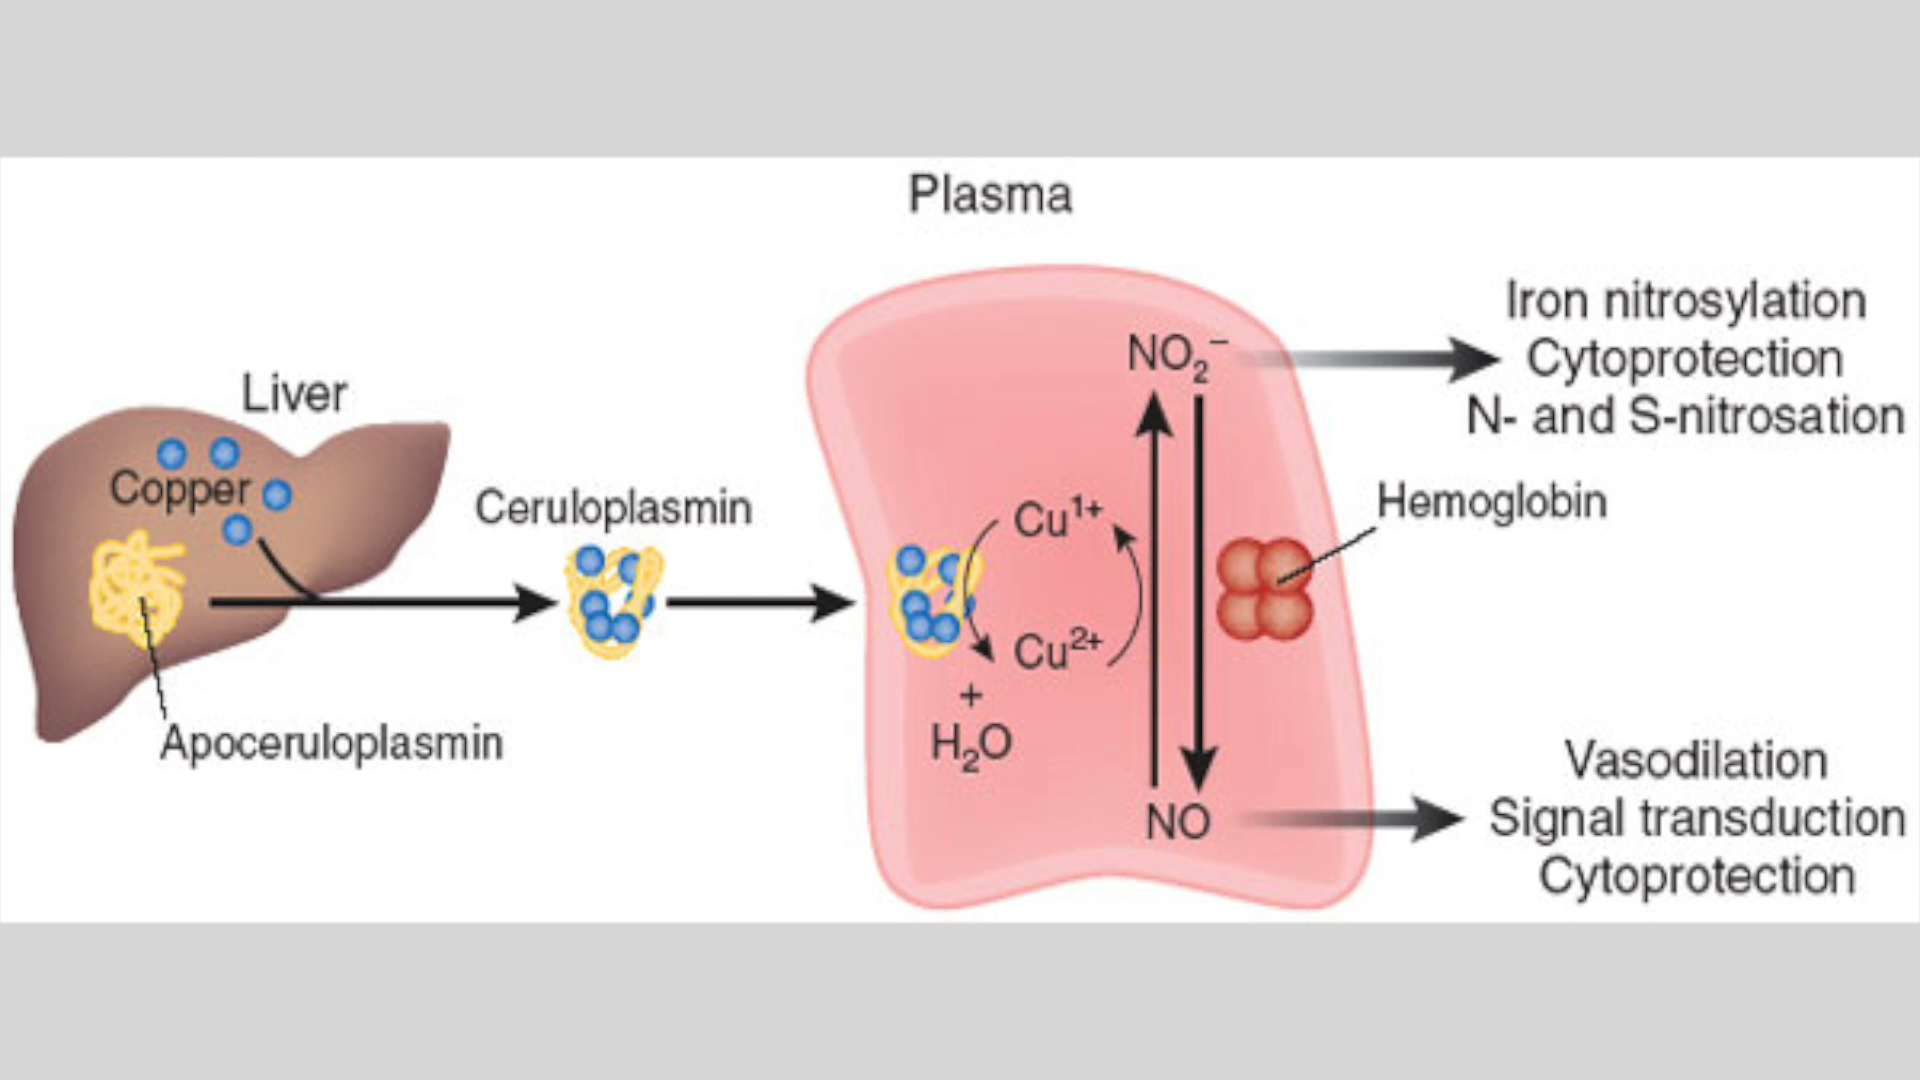 Plasma
Liver
Copper
Apoceruloplasmin
Ceruloplasmin
Cu1+
Cu2+
+
H2O
NO2−
NO
Hemoglobin
Iron nitrosylation
Cytoprotection
N- and S-nitrosation
Vasodilation
Signal transduction
Cytoprotection